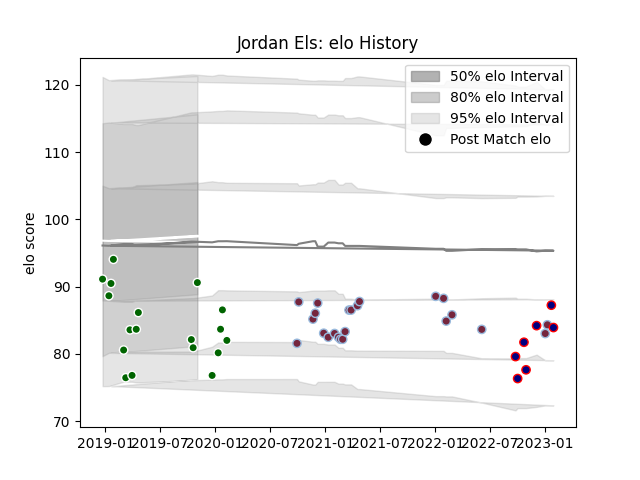 Jordan Els: elo History
50% elo Interval
80% elo Interval
95% elo Interval
Post Match elo
elo score
120
110
100
90
80
70
2019-01 2019-07 2020-01 2020-07 2021-01 2021-07 2022-01 2022-07 2023-01